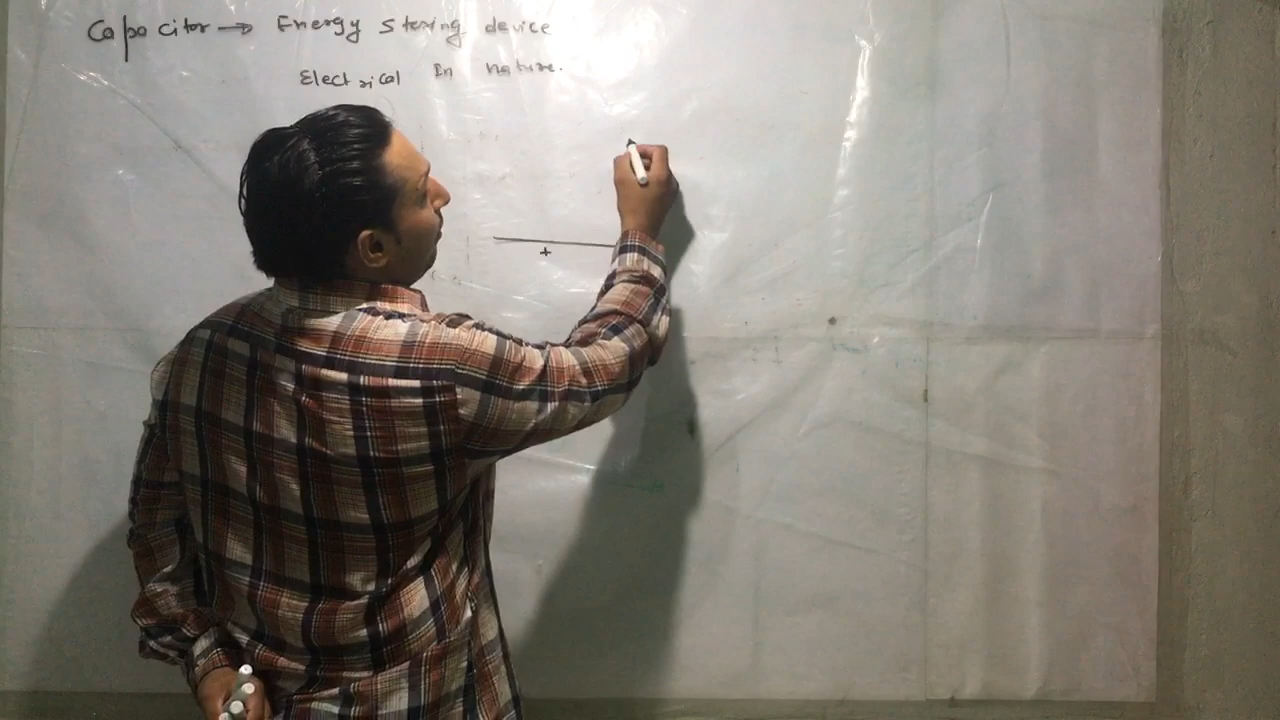 Capacitor → Energy storing device
Electrical In nature.
+